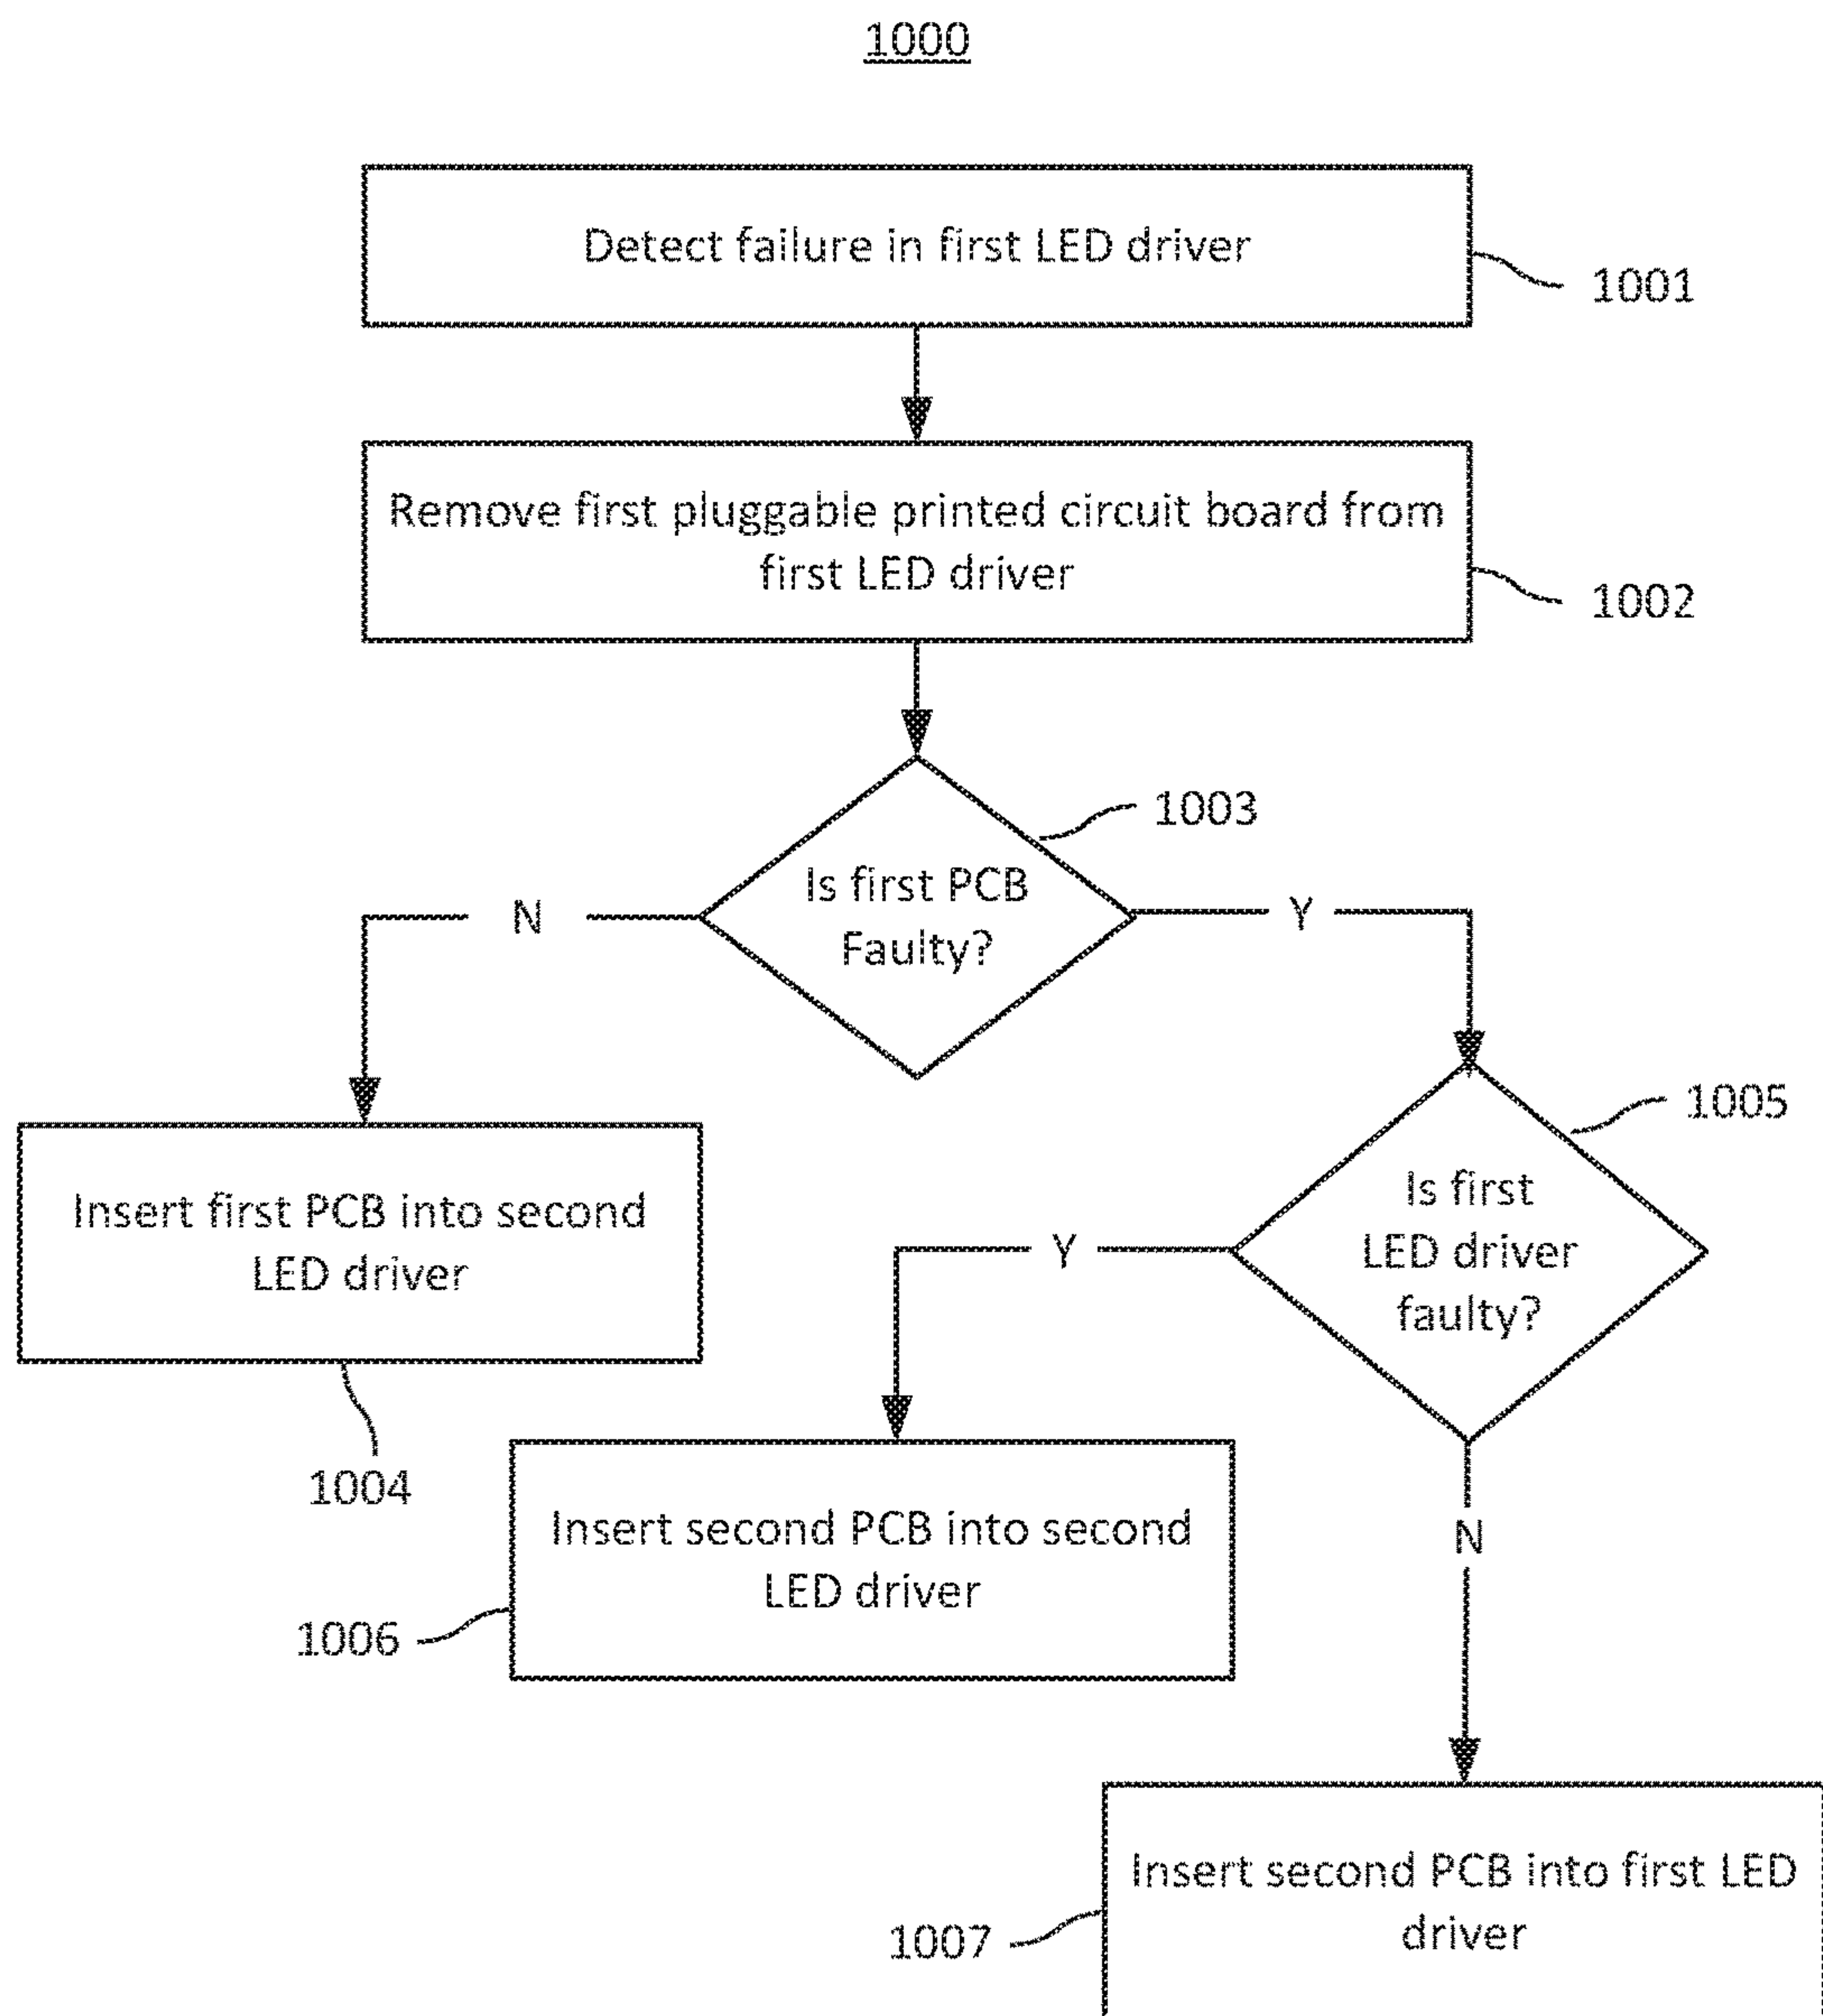 1000
Detect failure in first LED driver
1001
Remove first pluggable printed circuit board from
first LED driver
1002
1003
Is first PCB
Faulty?
N
Y
1005
Insert first PCB into second
LED driver
1004
Is first
LED driver
faulty?
Y
N
Insert second PCB into second
LED driver
1006
Insert second PCB into first LED
driver
1007